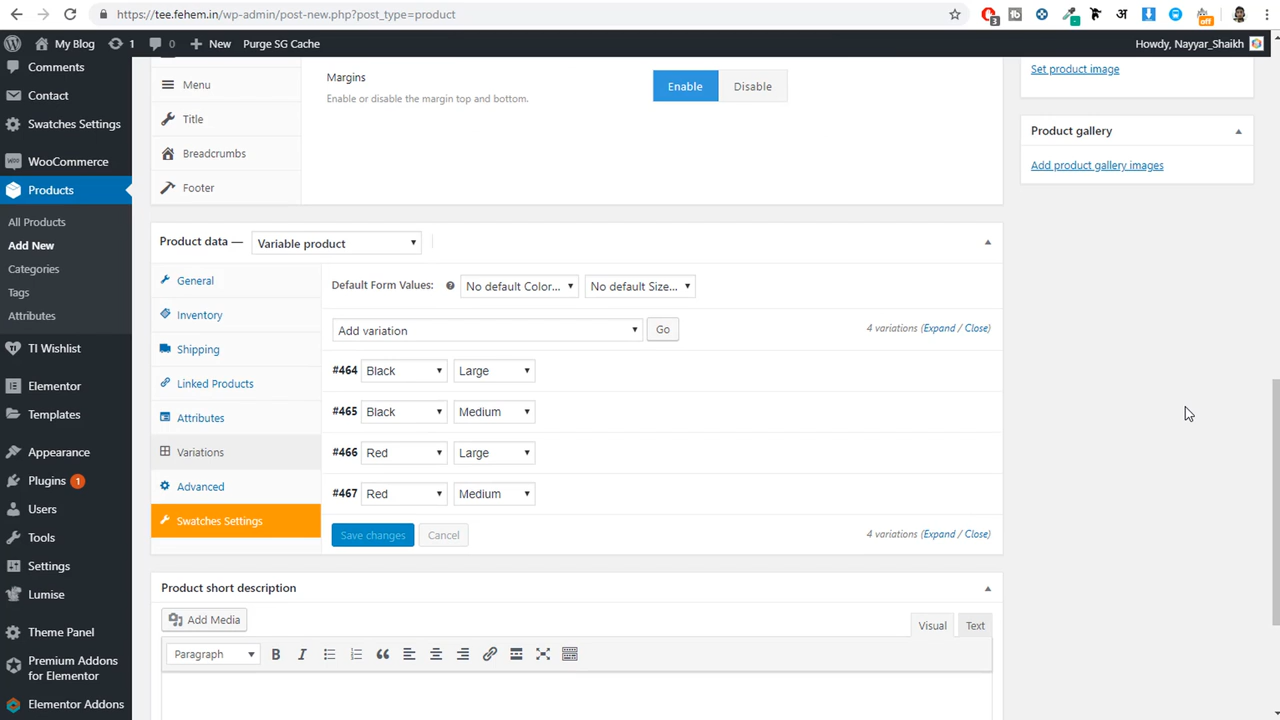 https://tee.fehem.in/wp-admin/post-new.php?post_type=product
3
अ
off
My Blog
1
New
Purge SG Cache
Howdy, Nayyar_Shaikh
Comments
Contact
Swatches Settings
WooCommerce
Products
All Products
Add New
Categories
Tags
Attributes
TI Wishlist
Elementor
Templates
Appearance
Plugins 1
Users
Tools
Settings
Lumise
Theme Panel
Premium Addons
for Elementor
Elementor Addons
Menu
Title
Breadcrumbs
Footer
Margins
Enable or disable the margin top and bottom.
Enable
Disable
Set product image
Product gallery
Add product gallery images
Product data —
Variable product
General
Inventory
Shipping
Linked Products
Attributes
Variations
Advanced
Swatches Settings
Default Form Values:
No default Color...
No default Size...
Add variation
Go
4 variations (Expand / Close)
#464 Black Large
#465 Black Medium
#466 Red Large
#467 Red Medium
Save changes
Cancel
4 variations (Expand / Close)
Product short description
Add Media
Visual
Text
Paragraph
B
I